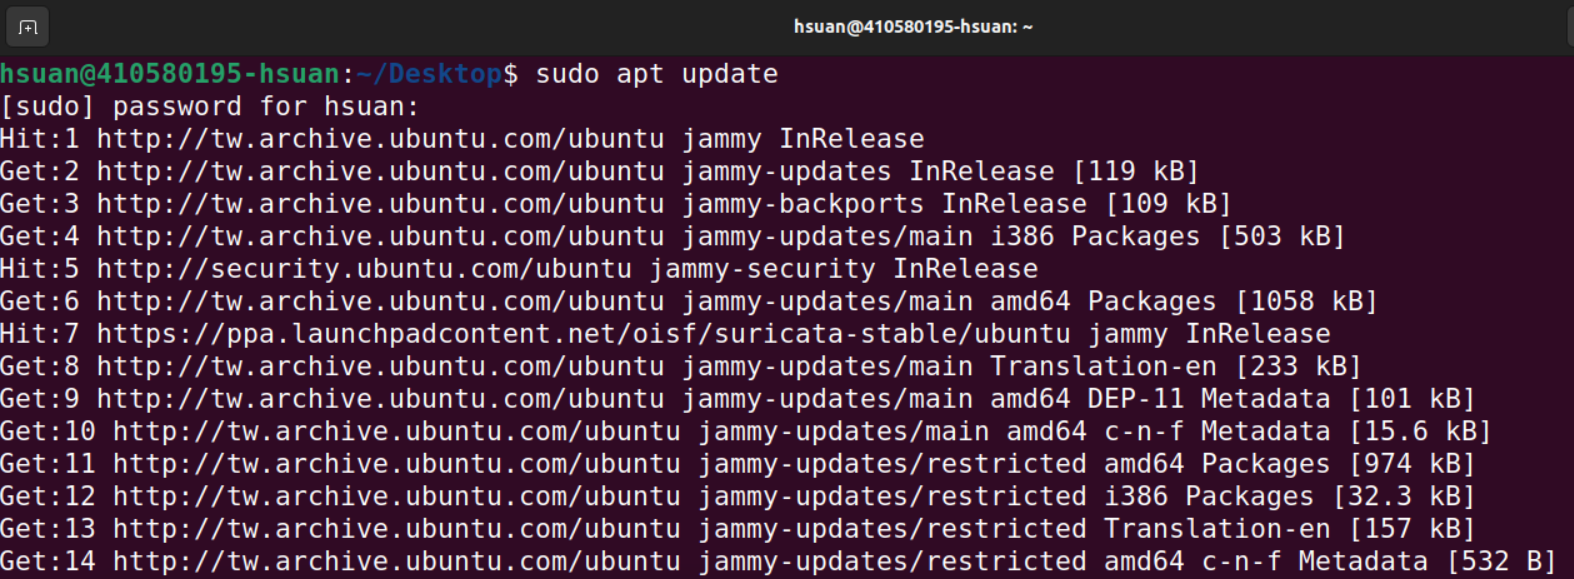 hsuan@410580195-hsuan: ~
hsuan@410580195-hsuan:~/Desktop$ sudo apt update
[sudo] password for hsuan:
Hit:1 http://tw.archive.ubuntu.com/ubuntu jammy InRelease
Get:2 http://tw.archive.ubuntu.com/ubuntu jammy-updates InRelease [119 kB]
Get:3 http://tw.archive.ubuntu.com/ubuntu jammy-backports InRelease [109 kB]
Get:4 http://tw.archive.ubuntu.com/ubuntu jammy-updates/main i386 Packages [503 kB]
Hit:5 http://security.ubuntu.com/ubuntu jammy-security InRelease
Get:6 http://tw.archive.ubuntu.com/ubuntu jammy-updates/main amd64 Packages [1058 kB]
Hit:7 https://ppa.launchpadcontent.net/oisf/suricata-stable/ubuntu jammy InRelease
Get:8 http://tw.archive.ubuntu.com/ubuntu jammy-updates/main Translation-en [233 kB]
Get:9 http://tw.archive.ubuntu.com/ubuntu jammy-updates/main amd64 DEP-11 Metadata [101 kB]
Get:10 http://tw.archive.ubuntu.com/ubuntu jammy-updates/main amd64 c-n-f Metadata [15.6 kB]
Get:11 http://tw.archive.ubuntu.com/ubuntu jammy-updates/restricted amd64 Packages [974 kB]
Get:12 http://tw.archive.ubuntu.com/ubuntu jammy-updates/restricted i386 Packages [32.3 kB]
Get:13 http://tw.archive.ubuntu.com/ubuntu jammy-updates/restricted Translation-en [157 kB]
Get:14 http://tw.archive.ubuntu.com/ubuntu jammy-updates/restricted amd64 c-n-f Metadata [532 B]